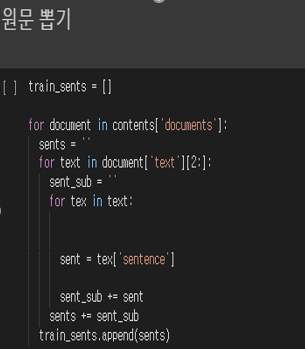 원문 뽑기
[ ] train_sents = []
for document in contents['documents']:
sents = ''
for text in document['text'][2:]:
sent_sub = ''
for tex in text:
sent = tex['sentence']
sent_sub += sent
sents += sent_sub
train_sents.append(sents)